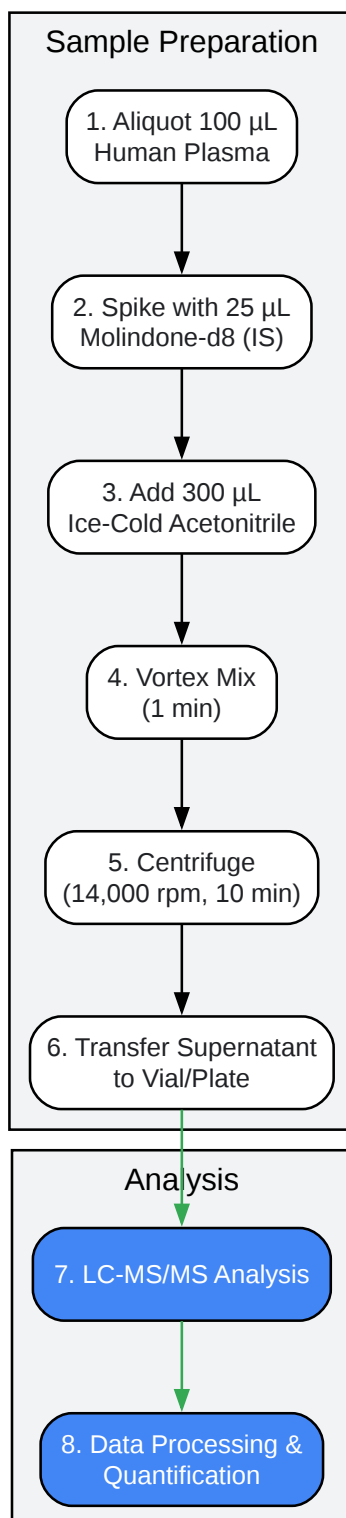 Sample Preparation
1. Aliquot 100 µL
Human Plasma
2. Spike with 25 µL
Molindone-d8 (IS)
3. Add 300 µL
Ice-Cold Acetonitrile
4. Vortex Mix
(1 min)
5. Centrifuge
(14,000 rpm, 10 min)
6. Transfer Supernatant
to Vial/Plate
Analysis
7. LC-MS/MS Analysis
8. Data Processing &
Quantification